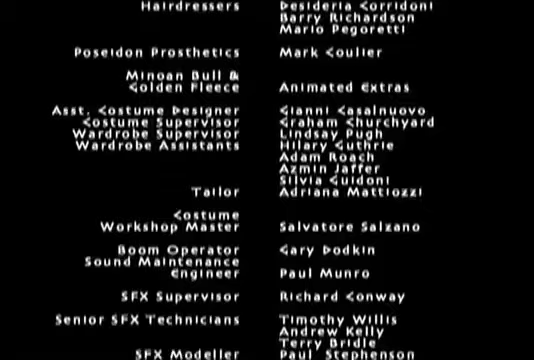 Hairdressers Desideria Corridoni
Barry Richardson
Mario Pegoretti
Poseidon Prosthetics Mark Coulier
Minoan Bull &
Golden Fleece Animated Extras
Asst. Costume Designer Gianni Casalnuovo
Costume Supervisor Graham Churchyard
Wardrobe Supervisor Lindsay Pugh
Wardrobe Assistants Hilary Guthrie
Adam Roach
Azmin Jaffer
Silvia Guidoni
Tailor Adriana Mattiozzi
Costume
Workshop Master Salvatore Salzano
Boom Operator Gary Dodkin
Sound Maintenance
Engineer Paul Munro
SFX Supervisor Richard Conway
Senior SFX Technicians Timothy Willis
Andrew Kelly
Terry Bridle
SFX Modeller Paul Stephenson